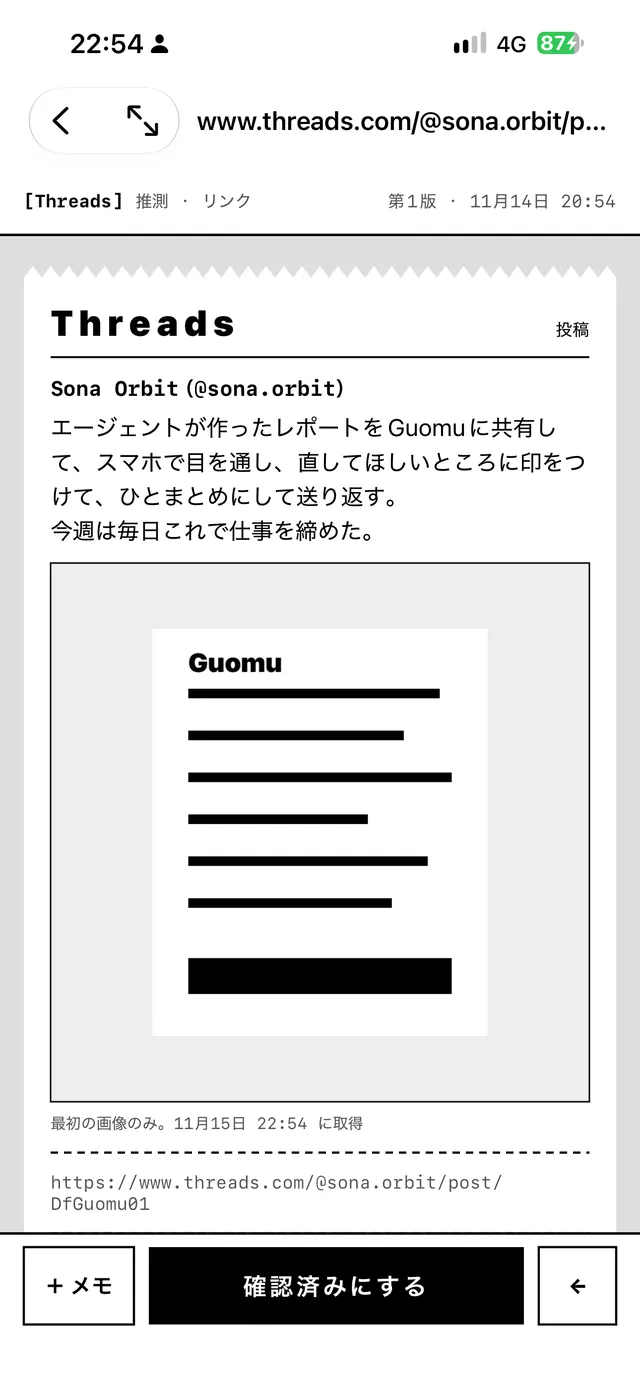 22:54
4G
87
www.threads.com/@sona.orbit/p...
[Threads] 推測 · リンク
第1版 · 11月14日 20:54
Threads
投稿
Sona Orbit (@sona.orbit)
エージェントが作ったレポートをGuomuに共有し
て、スマホで目を通し、直してほしいところに印をつ
けて、ひとまとめにして送り返す。
今週は毎日これで仕事を締めた。
Guomu
最初の画像のみ。11月15日 22:54 に取得
https://www.threads.com/@sona.orbit/post/
DfGuomu01
+ メモ
確認済みにする
←